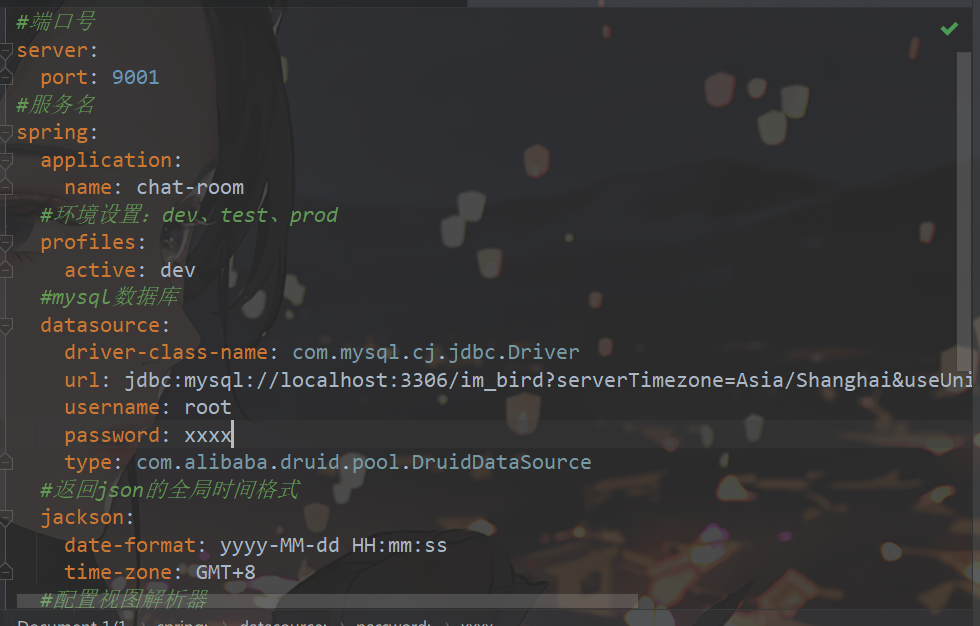 #端口号
server:
  port: 9001
#服务名
spring:
  application:
    name: chat-room
  #环境设置：dev、test、prod
  profiles:
    active: dev
  #mysql数据库
  datasource:
    driver-class-name: com.mysql.cj.jdbc.Driver
    url: jdbc:mysql://localhost:3306/im_bird?serverTimezone=Asia/Shanghai&useUni
    username: root
    password: xxxx
    type: com.alibaba.druid.pool.DruidDataSource
  #返回json的全局时间格式
  jackson:
    date-format: yyyy-MM-dd HH:mm:ss
    time-zone: GMT+8
  #配置视图解析器
Document 1/1 › spring: › datasource: › password: › xxxx